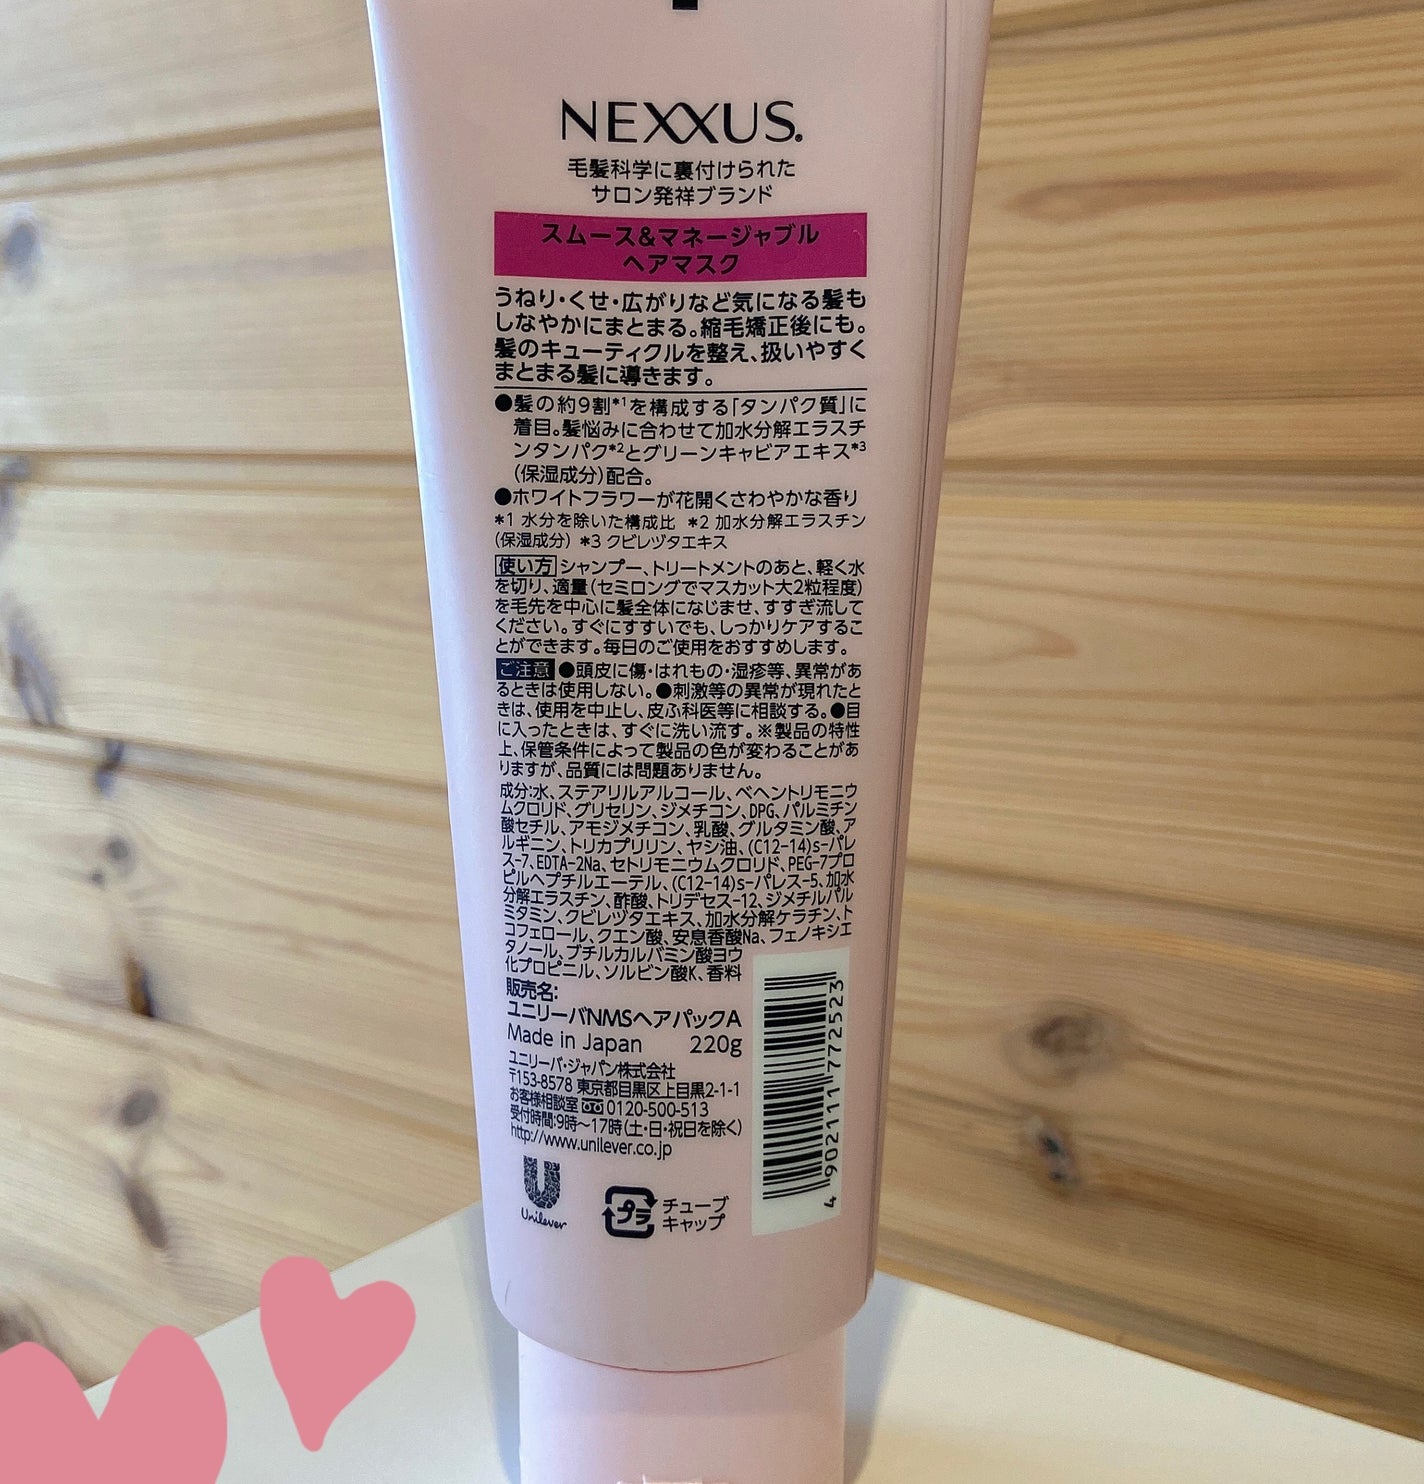 NEXXUS.
毛髪科学に裏付けられた
サロン発祥ブランド
スムース&マネージャブル
ヘアマスク
うねり・くせ・広がりなど気になる髪も
しなやかにまとまる。縮毛矯正後にも。
髪のキューティクルを整え、扱いやすく
まとまる髪に導きます。
●髪の約9割*1を構成する「タンパク質」に
着目。髪悩みに合わせて加水分解エラスチ
ンタンパク*2とグリーンキャビアエキス*3
(保湿成分)配合。
●ホワイトフラワーが花開くさわやかな香り
*1 水分を除いた構成比 *2 加水分解エラスチン
(保湿成分) *3 クビレヅタエキス
使い方 シャンプー、トリートメントのあと、軽く水
を切り、適量(セミロングでマスカット大2粒程度)
を毛先を中心に髪全体になじませ、すすぎ流して
ください。すぐにすすいでも、しっかりケアするこ
とができます。毎日のご使用をおすすめします。
ご注意 ●頭皮に傷・はれもの・湿疹等、異常があ
るときは使用しない。●刺激等の異常が現れたと
きは、使用を中止し、皮ふ科医等に相談する。●目
に入ったときは、すぐに洗い流す。※製品の特性
上、保管条件によって製品の色が変わることがあ
りますが、品質には問題ありません。
成分:水、ステアリルアルコール、ベヘントリモニウ
ムクロリド、グリセリン、ジメチコン、DPG、パルミチン
酸セチル、アモジメチコン、乳酸、グルタミン酸、ア
ルギニン、トリカプリリン、ヤシ油、(C12-14)s-パレ
ス-7、EDTA-2Na、セトリモニウムクロリド、PEG-7プロ
ピルヘプチルエーテル、(C12-14)s-パレス-5、加水
分解エラスチン、酢酸、トリデセス-12、ジメチルパル
ミタミン、クビレヅタエキス、加水分解ケラチン、ト
コフェロール、クエン酸、安息香酸Na、フェノキシエ
タノール、ブチルカルバミン酸ヨウ
化プロピニル、ソルビン酸K、香料
販売名:
ユニリーバNMSヘアパックA
Made in Japan 220g
ユニリーバ・ジャパン株式会社
〒153-8578 東京都目黒区上目黒2-1-1
お客様相談室 0120-500-513
受付時間:9時～17時(土・日・祝日を除く)
http://www.unilever.co.jp
Unilever
プラ
チューブ
キャップ
4902111772523